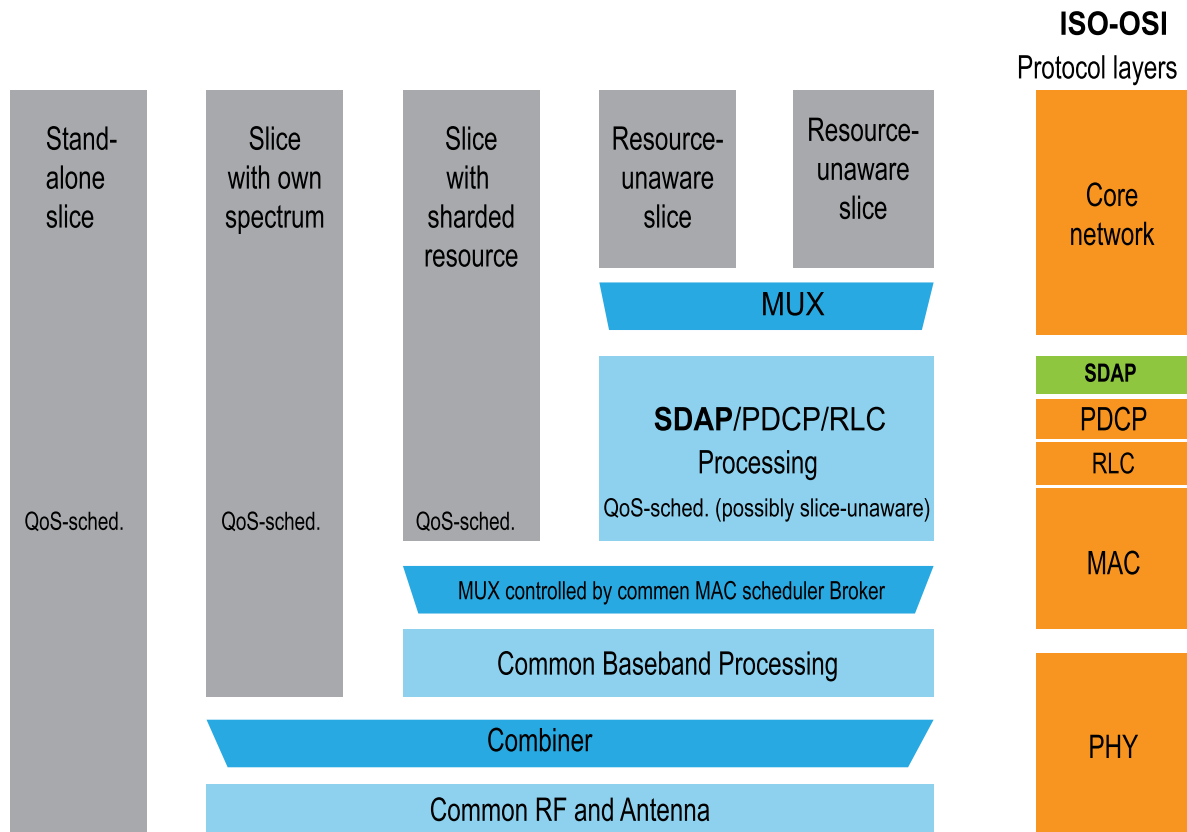 ISO-OSI
Protocol layers
Stand-
alone
slice
Slice
with own
spectrum
Slice
with
sharded
resource
Resource-
unaware
slice
Resource-
unaware
slice
Core
network
MUX
SDAP
SDAP/PDCP/RLC
Processing
PDCP
RLC
QoS-sched.
QoS-sched.
QoS-sched.
QoS-sched. (possibly slice-unaware)
MAC
MUX controlled by commen MAC scheduler Broker
Common Baseband Processing
Combiner
PHY
Common RF and Antenna